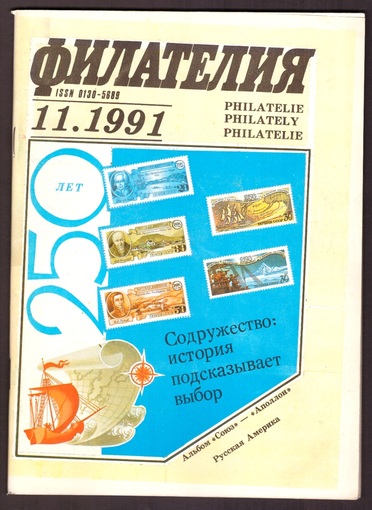 ФИЛАТЕЛИЯ
ISSN 0130-5009
11.1991
PHILATELIE
PHILATELY
PHILATELIE
250
ЛЕТ
Содружество:
история
подсказывает
выбор
Альбом «Союз» — «Аполлон»
Русская Америка